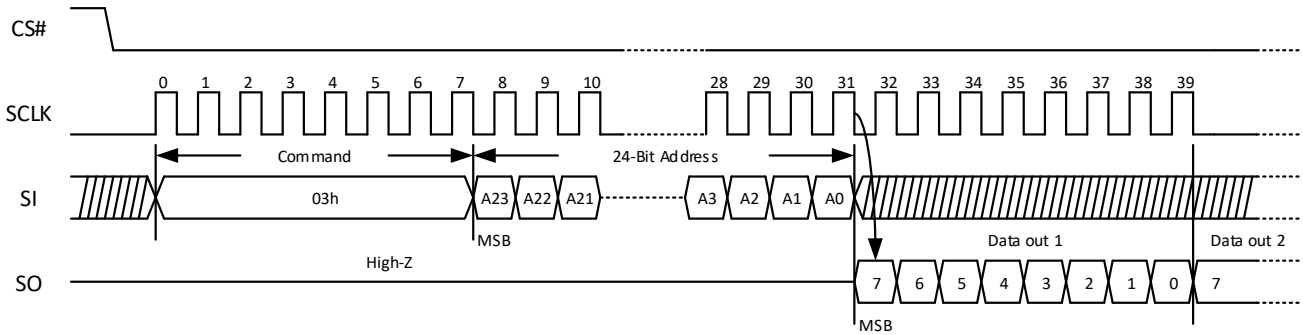 CS#
0 1 2 3 4 5 6 7 8 9 10 28 29 30 31 32 33 34 35 36 37 38 39
SCLK
Command 24-Bit Address
SI 03h A23 A22 A21 A3 A2 A1 A0
MSB Data out 1 Data out 2
High-Z
SO 7 6 5 4 3 2 1 0 7
MSB